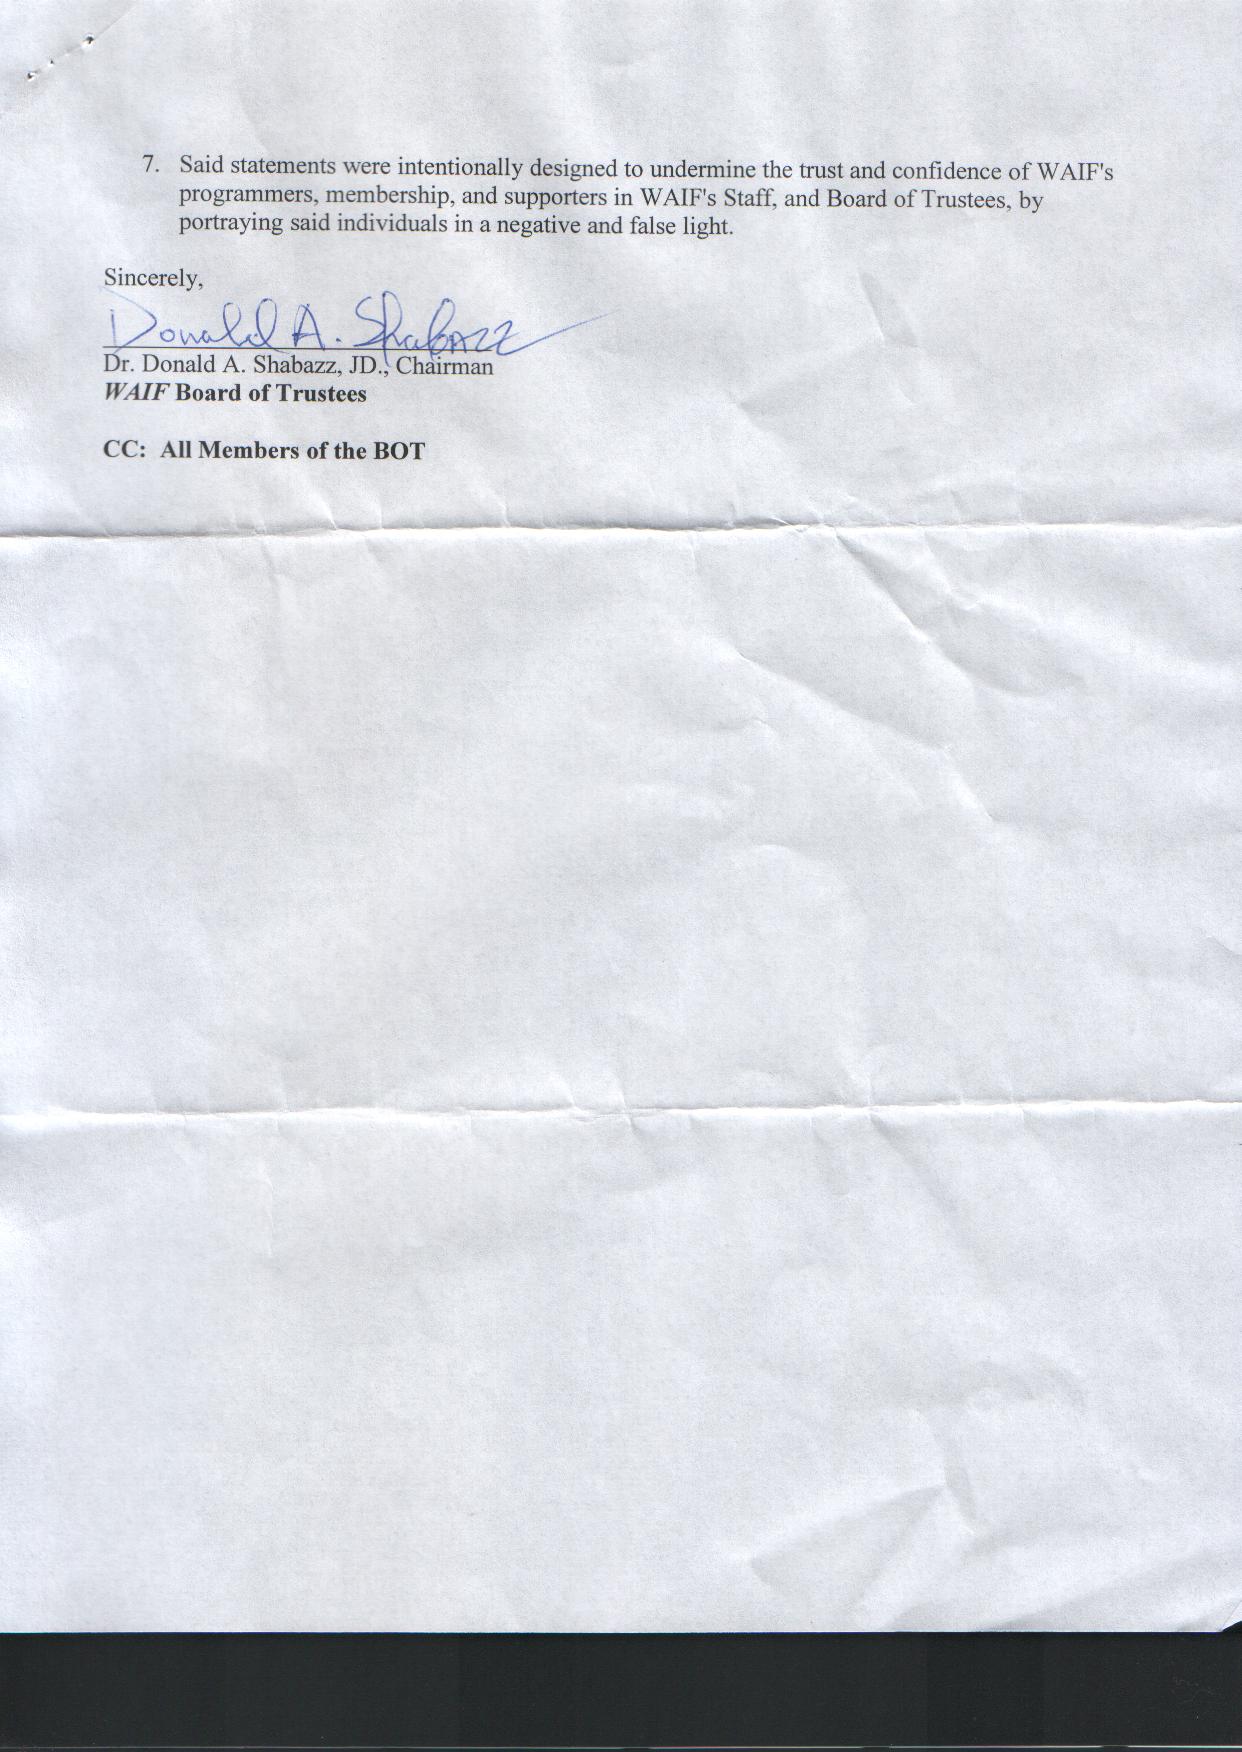 7. Said statements were intentionally designed to undermine the trust and confidence of WAIF's
programmers, membership, and supporters in WAIF's Staff, and Board of Trustees, by
portraying said individuals in a negative and false light.
Sincerely,
Donald A. Shabazz
Dr. Donald A. Shabazz, JD., Chairman
WAIF Board of Trustees
CC: All Members of the BOT